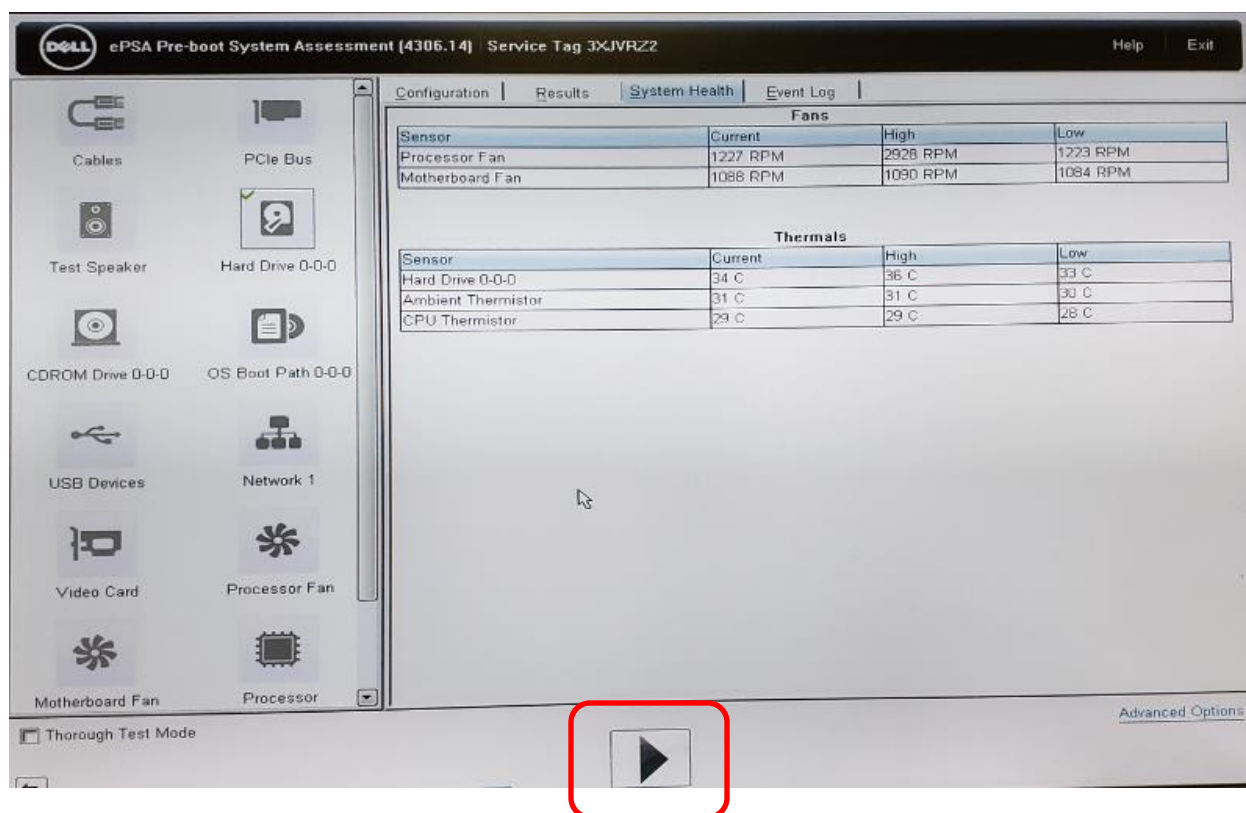 DELL ePSA Pre-boot System Assessment [4306.14] Service Tag 3XJVRZ2 Help Exit
Configuration Results System Health Event Log
Cables PCIe Bus
Test Speaker Hard Drive 0-0-0
CDROM Drive 0-0-0 OS Boot Path 0-0-0
USB Devices Network 1
Video Card Processor Fan
Motherboard Fan Processor
Fans
Sensor Current High Low
Processor Fan 1227 RPM 2928 RPM 1223 RPM
Motherboard Fan 1088 RPM 1090 RPM 1084 RPM
Thermals
Sensor Current High Low
Hard Drive 0-0-0 34 C 36 C 33 C
Ambient Thermistor 31 C 31 C 30 C
CPU Thermistor 29 C 29 C 28 C
Advanced Options
Thorough Test Mode